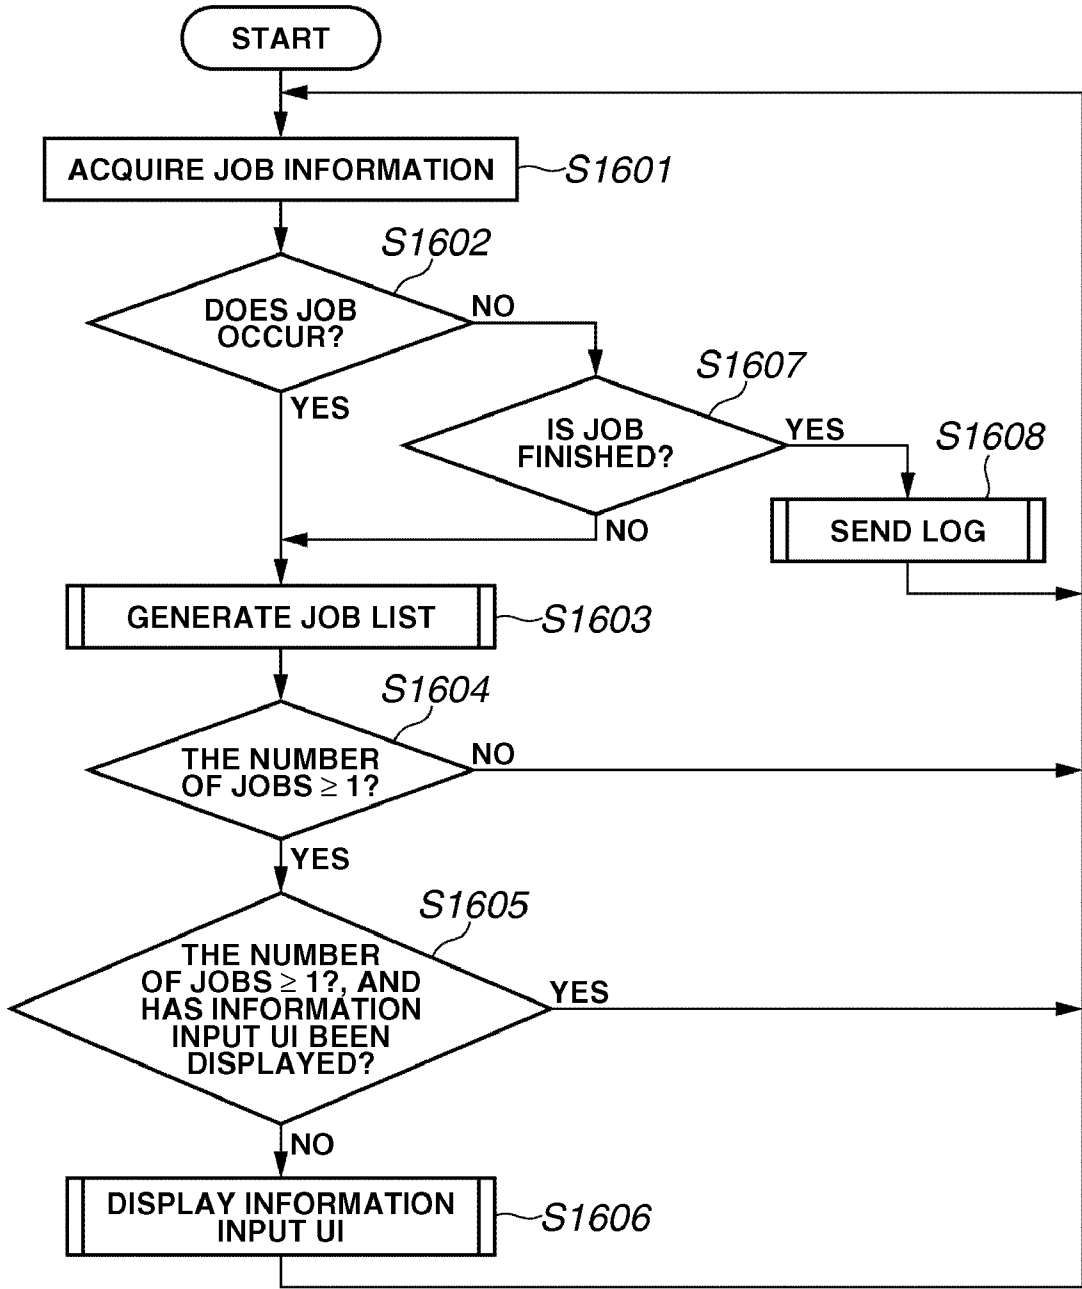 START
ACQUIRE JOB INFORMATION
S1601
S1602
DOES JOB
OCCUR?
NO
YES
S1607
IS JOB
FINISHED?
YES
NO
S1608
SEND LOG
GENERATE JOB LIST
S1603
S1604
THE NUMBER
OF JOBS ≥ 1?
NO
YES
S1605
THE NUMBER
OF JOBS ≥ 1?, AND
HAS INFORMATION
INPUT UI BEEN
DISPLAYED?
YES
NO
DISPLAY INFORMATION
INPUT UI
S1606